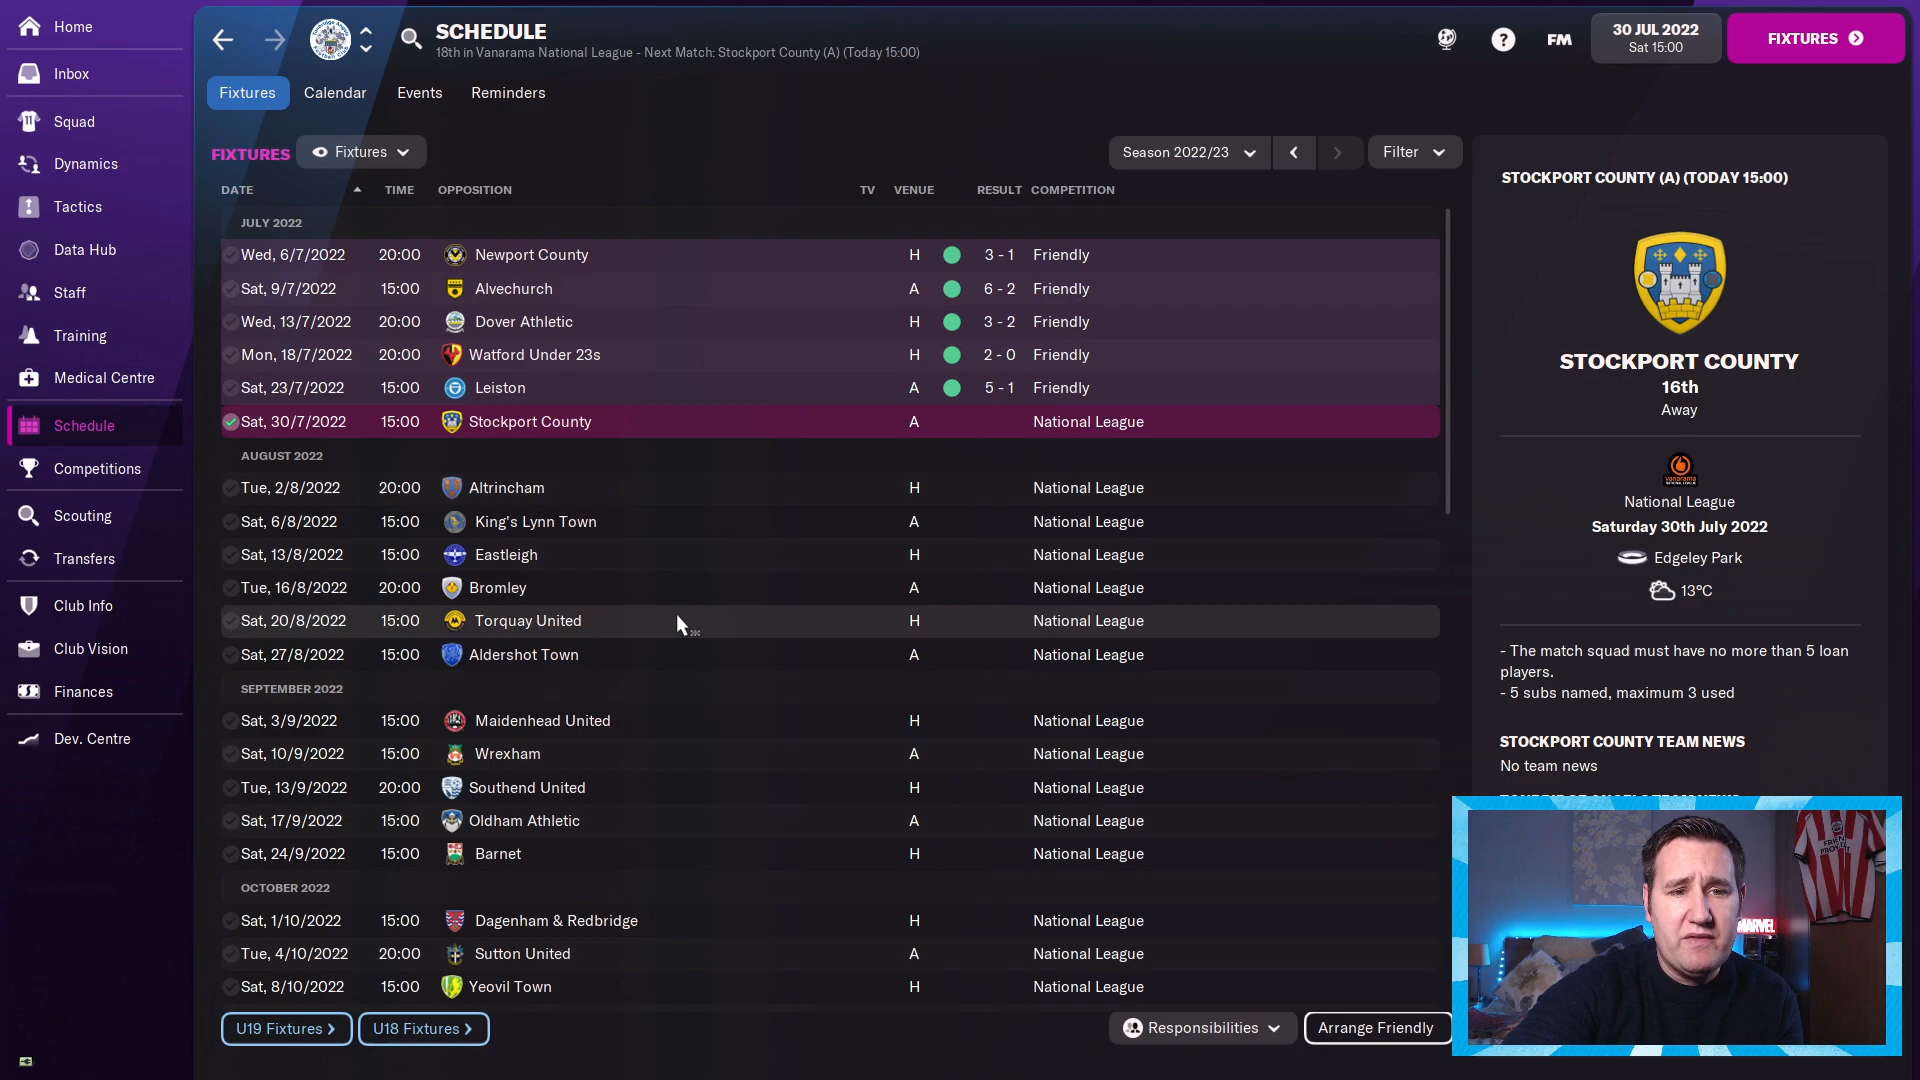 Home
Inbox
Squad
Dynamics
Tactics
Data Hub
Staff
Training
Medical Centre
Schedule
Competitions
Scouting
Transfers
Club Info
Club Vision
Finances
Dev. Centre
SCHEDULE
18th in Vanarama National League - Next Match: Stockport County (A) (Today 15:00)
FM
30 JUL 2022
Sat 15:00
FIXTURES
Fixtures Calendar Events Reminders
FIXTURES Fixtures Season 2022/23 Filter
DATE TIME OPPOSITION TV VENUE RESULT COMPETITION
JULY 2022
Wed, 6/7/2022 20:00 Newport County H 3 - 1 Friendly
Sat, 9/7/2022 15:00 Alvechurch A 6 - 2 Friendly
Wed, 13/7/2022 20:00 Dover Athletic H 3 - 2 Friendly
Mon, 18/7/2022 20:00 Watford Under 23s H 2 - 0 Friendly
Sat, 23/7/2022 15:00 Leiston A 5 - 1 Friendly
Sat, 30/7/2022 15:00 Stockport County A National League
AUGUST 2022
Tue, 2/8/2022 20:00 Altrincham H National League
Sat, 6/8/2022 15:00 King's Lynn Town A National League
Sat, 13/8/2022 15:00 Eastleigh H National League
Tue, 16/8/2022 20:00 Bromley A National League
Sat, 20/8/2022 15:00 Torquay United H National League
Sat, 27/8/2022 15:00 Aldershot Town A National League
SEPTEMBER 2022
Sat, 3/9/2022 15:00 Maidenhead United H National League
Sat, 10/9/2022 15:00 Wrexham A National League
Tue, 13/9/2022 20:00 Southend United H National League
Sat, 17/9/2022 15:00 Oldham Athletic A National League
Sat, 24/9/2022 15:00 Barnet H National League
OCTOBER 2022
Sat, 1/10/2022 15:00 Dagenham & Redbridge H National League
Tue, 4/10/2022 20:00 Sutton United A National League
Sat, 8/10/2022 15:00 Yeovil Town H National League
U19 Fixtures U18 Fixtures Responsibilities Arrange Friendly
STOCKPORT COUNTY (A) (TODAY 15:00)
STOCKPORT COUNTY
16th
Away
vanarama
National League
Saturday 30th July 2022
Edgeley Park
13°C
- The match squad must have no more than 5 loan
players.
- 5 subs named, maximum 3 used
STOCKPORT COUNTY TEAM NEWS
No team news
MARVEL